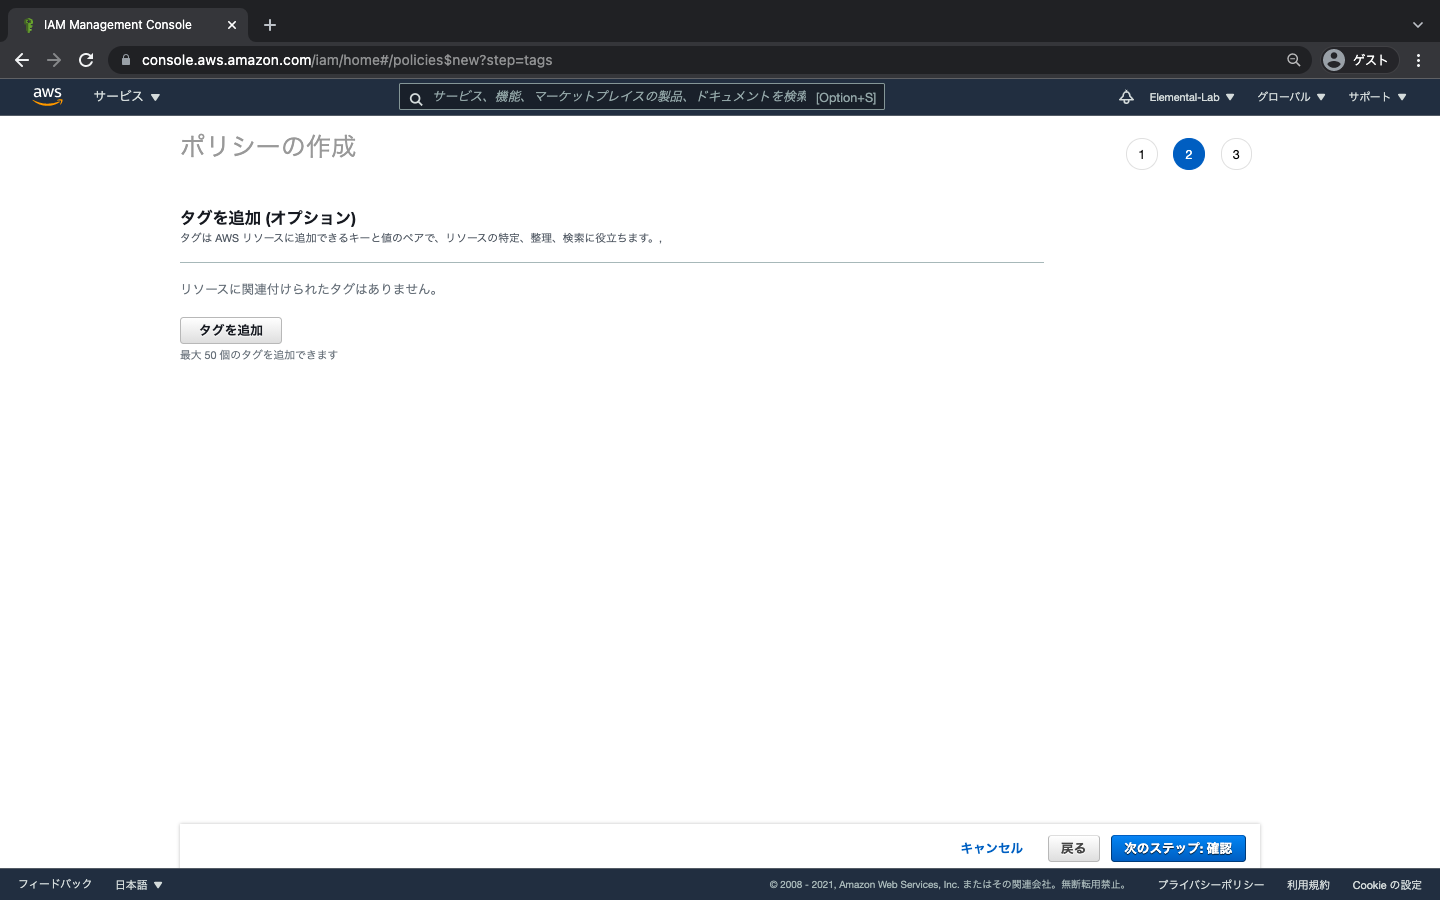 IAM Management Console
console.aws.amazon.com/iam/home#/policies$new?step=tags
ゲスト
aws
サービス
サービス、機能、マーケットプレイスの製品、ドキュメントを検索 [Option+S]
Elemental-Lab
グローバル
サポート
ポリシーの作成
1
2
3
タグを追加 (オプション)
タグは AWS リソースに追加できるキーと値のペアで、リソースの特定、整理、検索に役立ちます。,
リソースに関連付けられたタグはありません。
タグを追加
最大 50 個のタグを追加できます
キャンセル
戻る
次のステップ: 確認
フィードバック
日本語
© 2008 - 2021, Amazon Web Services, Inc. またはその関連会社。無断転用禁止。
プライバシーポリシー
利用規約
Cookie の設定